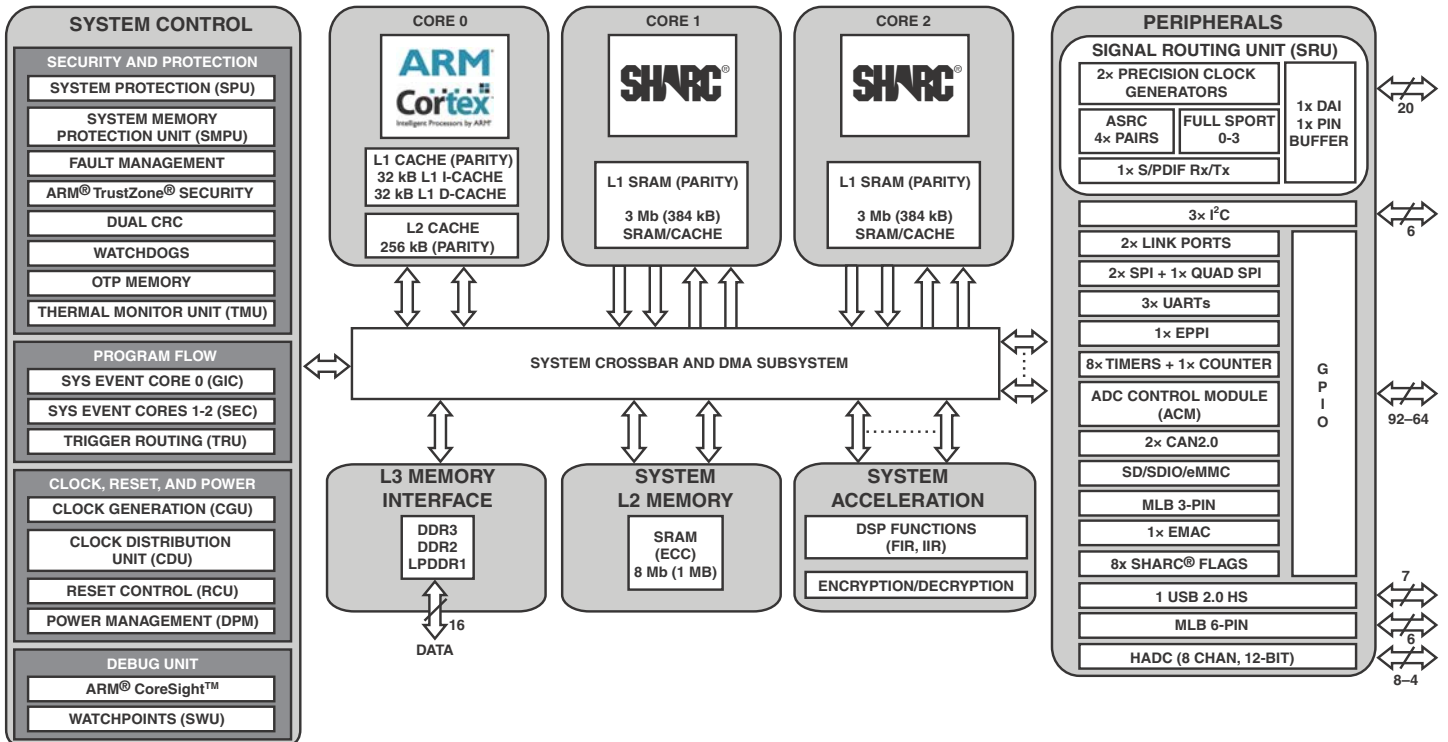 SYSTEM CONTROL
SECURITY AND PROTECTION
SYSTEM PROTECTION (SPU)
SYSTEM MEMORY
PROTECTION UNIT (SMPU)
FAULT MANAGEMENT
ARM® TrustZone® SECURITY
DUAL CRC
WATCHDOGS
OTP MEMORY
THERMAL MONITOR UNIT (TMU)
PROGRAM FLOW
SYS EVENT CORE 0 (GIC)
SYS EVENT CORES 1-2 (SEC)
TRIGGER ROUTING (TRU)
CLOCK, RESET, AND POWER
CLOCK GENERATION (CGU)
CLOCK DISTRIBUTION
UNIT (CDU)
RESET CONTROL (RCU)
POWER MANAGEMENT (DPM)
DEBUG UNIT
ARM® CoreSight™
WATCHPOINTS (SWU)
CORE 0
ARM
Cortex
Intelligent Processors by ARM®
L1 CACHE (PARITY)
32 kB L1 I-CACHE
32 kB L1 D-CACHE
L2 CACHE
256 kB (PARITY)
CORE 1
SHARC®
L1 SRAM (PARITY)
3 Mb (384 kB)
SRAM/CACHE
CORE 2
SHARC®
L1 SRAM (PARITY)
3 Mb (384 kB)
SRAM/CACHE
SYSTEM CROSSBAR AND DMA SUBSYSTEM
L3 MEMORY
INTERFACE
DDR3
DDR2
LPDDR1
16
DATA
SYSTEM
L2 MEMORY
SRAM
(ECC)
8 Mb (1 MB)
SYSTEM
ACCELERATION
DSP FUNCTIONS
(FIR, IIR)
ENCRYPTION/DECRYPTION
PERIPHERALS
SIGNAL ROUTING UNIT (SRU)
2× PRECISION CLOCK
GENERATORS
ASRC
4× PAIRS
FULL SPORT
0-3
1× S/PDIF Rx/Tx
1x DAI
1x PIN
BUFFER
20
3× I²C
6
2× LINK PORTS
2× SPI + 1× QUAD SPI
3× UARTs
1× EPPI
8× TIMERS + 1× COUNTER
ADC CONTROL MODULE
(ACM)
2× CAN2.0
SD/SDIO/eMMC
MLB 3-PIN
1× EMAC
8x SHARC® FLAGS
G
P
I
O
92–64
1 USB 2.0 HS
7
MLB 6-PIN
6
HADC (8 CHAN, 12-BIT)
8–4